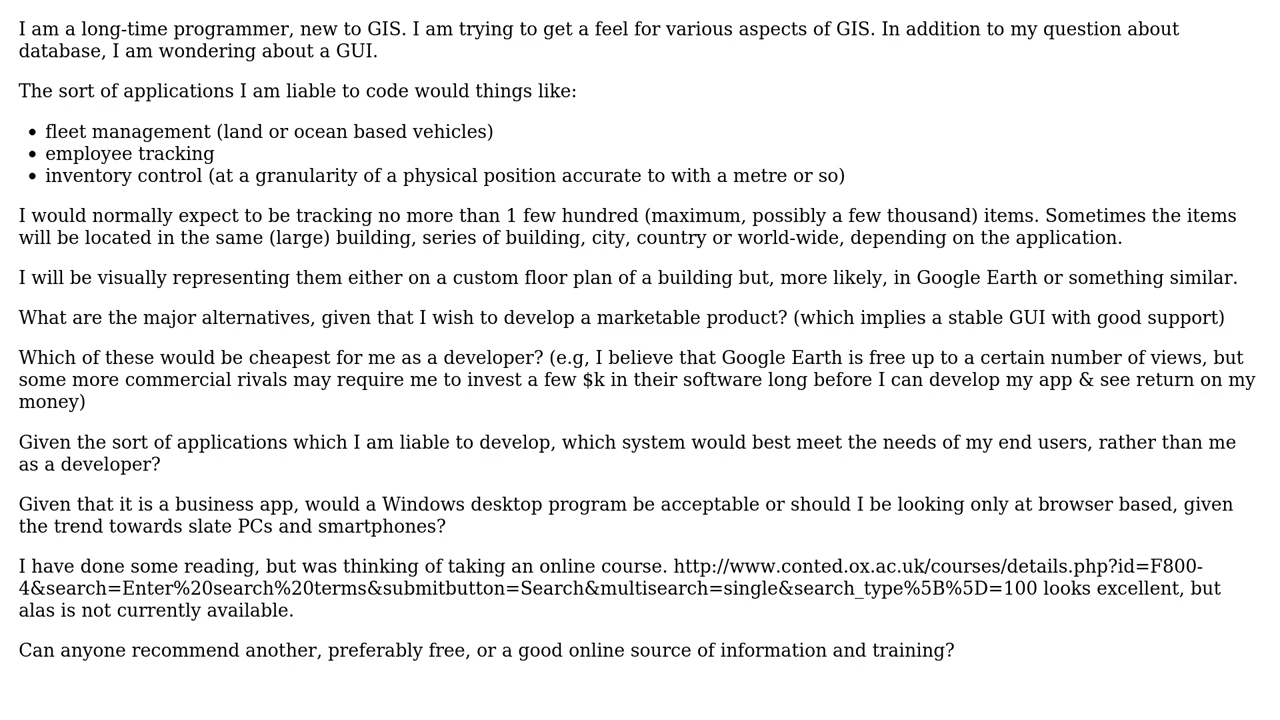 I am a long-time programmer, new to GIS. I am trying to get a feel for various aspects of GIS. In addition to my question about
database, I am wondering about a GUI.
The sort of applications I am liable to code would things like:
• fleet management (land or ocean based vehicles)
• employee tracking
• inventory control (at a granularity of a physical position accurate to with a metre or so)
I would normally expect to be tracking no more than 1 few hundred (maximum, possibly a few thousand) items. Sometimes the items
will be located in the same (large) building, series of building, city, country or world-wide, depending on the application.
I will be visually representing them either on a custom floor plan of a building but, more likely, in Google Earth or something similar.
What are the major alternatives, given that I wish to develop a marketable product? (which implies a stable GUI with good support)
Which of these would be cheapest for me as a developer? (e.g, I believe that Google Earth is free up to a certain number of views, but
some more commercial rivals may require me to invest a few $k in their software long before I can develop my app & see return on my
money)
Given the sort of applications which I am liable to develop, which system would best meet the needs of my end users, rather than me
as a developer?
Given that it is a business app, would a Windows desktop program be acceptable or should I be looking only at browser based, given
the trend towards slate PCs and smartphones?
I have done some reading, but was thinking of taking an online course. http://www.conted.ox.ac.uk/courses/details.php?id=F800-
4&search=Enter%20search%20terms&submitbutton=Search&multisearch=single&search_type%5B%5D=100 looks excellent, but
alas is not currently available.
Can anyone recommend another, preferably free, or a good online source of information and training?